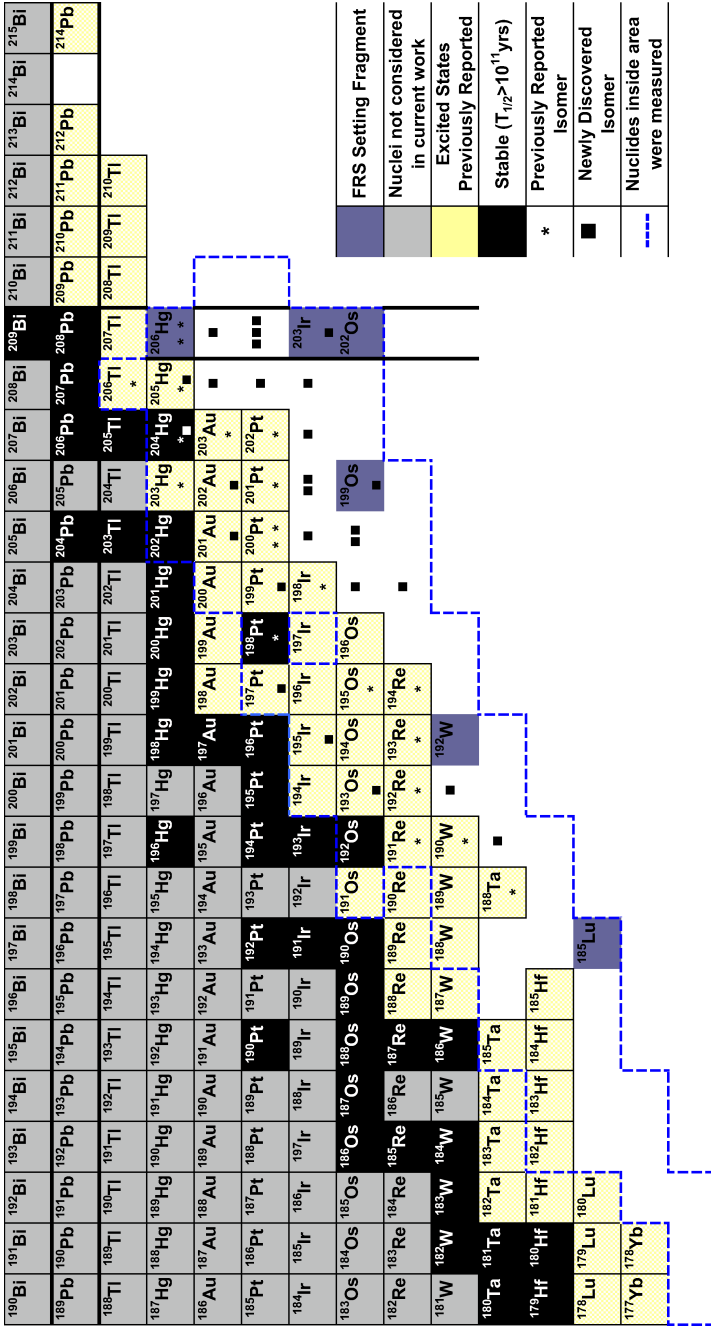 190Bi 191Bi 192Bi 193Bi 194Bi 195Bi 196Bi 197Bi 198Bi 199Bi 200Bi 201Bi 202Bi 203Bi 204Bi 205Bi 206Bi 207Bi 208Bi 209Bi 210Bi 211Bi 212Bi 213Bi 214Bi 215Bi
189Pb 190Pb 191Pb 192Pb 193Pb 194Pb 195Pb 196Pb 197Pb 198Pb 199Pb 200Pb 201Pb 202Pb 203Pb 204Pb 205Pb 206Pb 207Pb 208Pb 209Pb 210Pb 211Pb 212Pb 214Pb
188Tl 189Tl 190Tl 191Tl 192Tl 193Tl 194Tl 195Tl 196Tl 197Tl 198Tl 199Tl 200Tl 201Tl 202Tl 203Tl 204Tl 205Tl 206Tl 207Tl 208Tl 209Tl 210Tl
187Hg 188Hg 189Hg 190Hg 191Hg 192Hg 193Hg 194Hg 195Hg 196Hg 197Hg 198Hg 199Hg 200Hg 201Hg 202Hg 203Hg 204Hg 205Hg 206Hg
186Au 187Au 188Au 189Au 190Au 191Au 192Au 193Au 194Au 195Au 196Au 197Au 198Au 199Au 200Au 201Au 202Au 203Au
185Pt 186Pt 187Pt 188Pt 189Pt 190Pt 191Pt 192Pt 193Pt 194Pt 195Pt 196Pt 197Pt 198Pt 199Pt 200Pt 201Pt 202Pt
184Ir 185Ir 186Ir 197Ir 188Ir 189Ir 190Ir 191Ir 192Ir 193Ir 194Ir 195Ir 196Ir 197Ir 198Ir 203Ir
183Os 184Os 185Os 186Os 187Os 188Os 189Os 190Os 191Os 192Os 193Os 194Os 195Os 196Os 199Os 202Os
182Re 183Re 184Re 185Re 186Re 187Re 188Re 189Re 190Re 191Re 192Re 193Re 194Re
181W 182W 183W 184W 185W 186W 187W 188W 189W 190W 192W
180Ta 181Ta 182Ta 183Ta 184Ta 185Ta 188Ta
179Hf 180Hf 181Hf 182Hf 183Hf 184Hf 185Hf
178Lu 179Lu 180Lu 185Lu
177Yb 178Yb
FRS Setting Fragment
Nuclei not considered
in current work
Excited States
Previously Reported
Stable (T1/2>10^11yrs)
* Previously Reported
Isomer
■ Newly Discovered
Isomer
Nuclides inside area
were measured